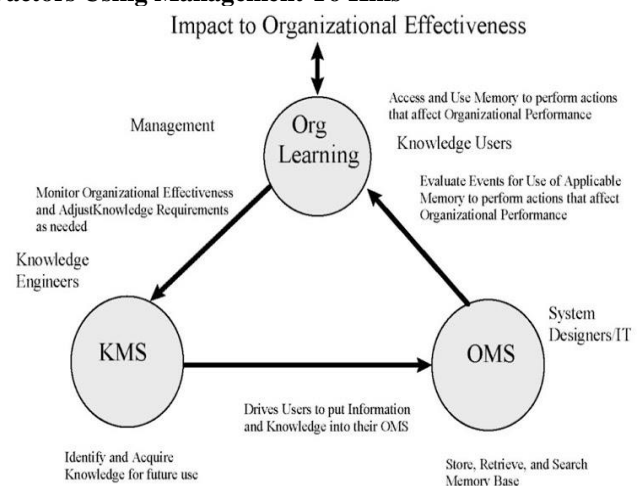 Impact to Organizational Effectiveness
Access and Use Memory to perform actions
that affect Organizational Performance
Management
Org
Learning
Knowledge Users
Evaluate Events for Use of Applicable
Memory to perform actions that affect
Organizational Performance
Monitor Organizational Effectiveness
and AdjustKnowledge Requirements
as needed
Knowledge
Engineers
System
Designers/IT
KMS
OMS
Drives Users to put Information
and Knowledge into their OMS
Identify and Acquire
Knowledge for future use
Store, Retrieve, and Search
Memory Base